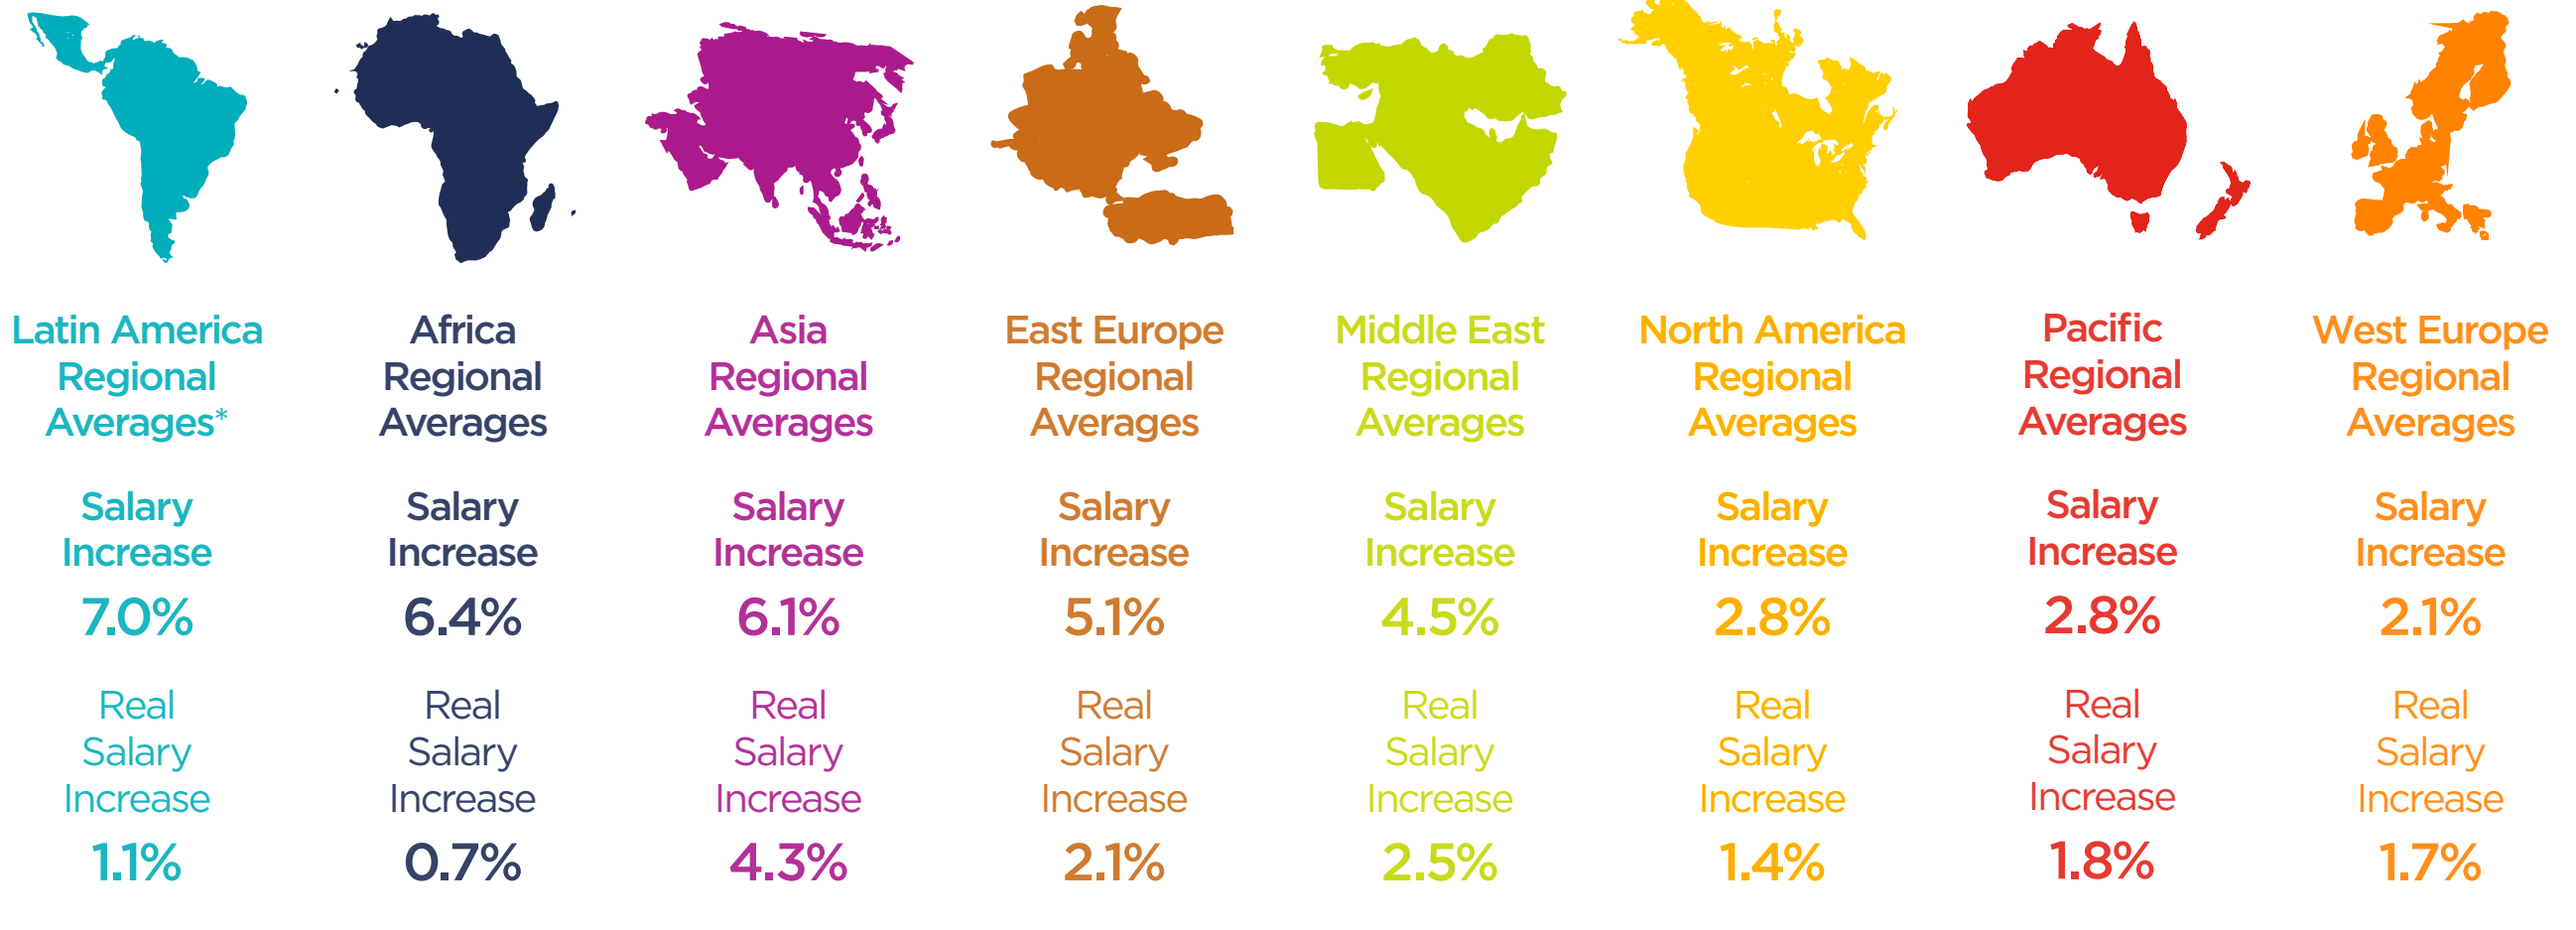 Latin America
Regional
Averages*
Salary
Increase
7.0%
Real
Salary
Increase
1.1%
Africa
Regional
Averages
Salary
Increase
6.4%
Real
Salary
Increase
0.7%
Asia
Regional
Averages
Salary
Increase
6.1%
Real
Salary
Increase
4.3%
East Europe
Regional
Averages
Salary
Increase
5.1%
Real
Salary
Increase
2.1%
Middle East
Regional
Averages
Salary
Increase
4.5%
Real
Salary
Increase
2.5%
North America
Regional
Averages
Salary
Increase
2.8%
Real
Salary
Increase
1.4%
Pacific
Regional
Averages
Salary
Increase
2.8%
Real
Salary
Increase
1.8%
West Europe
Regional
Averages
Salary
Increase
2.1%
Real
Salary
Increase
1.7%